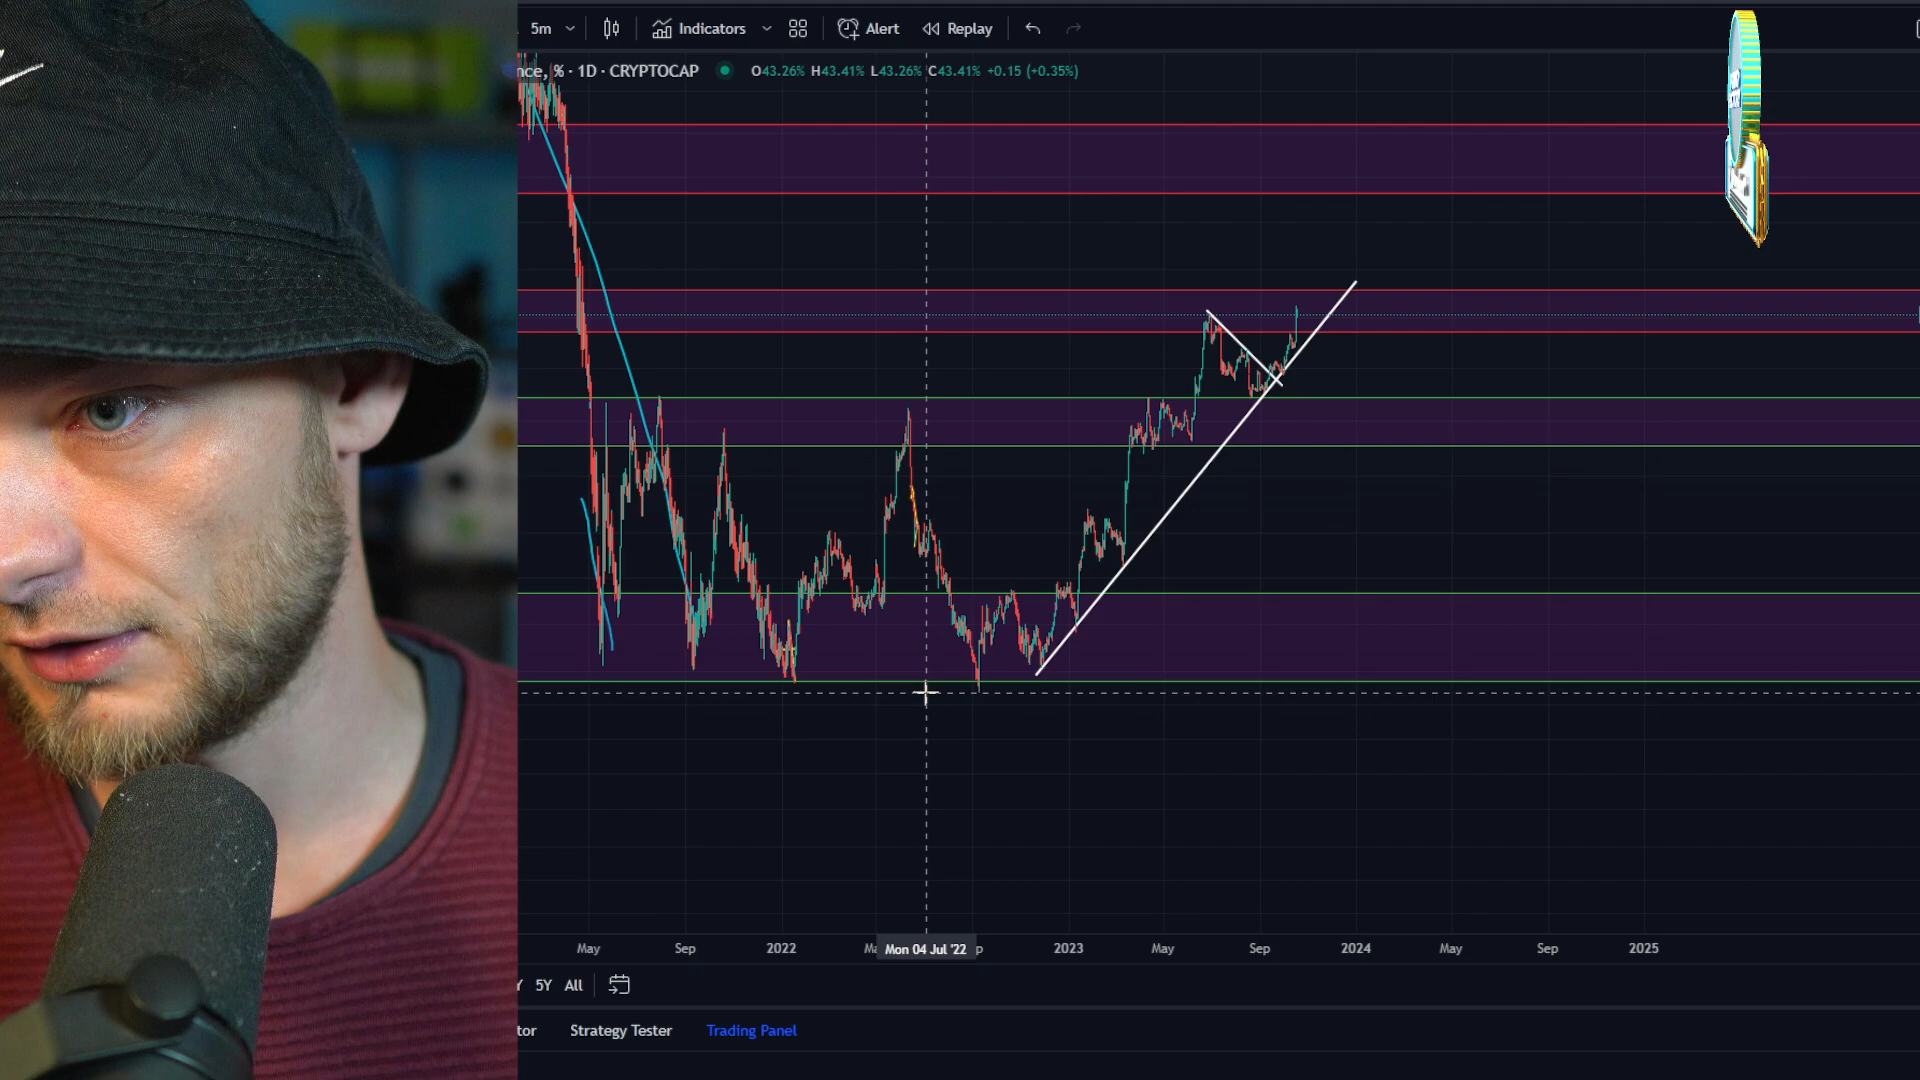 5m Indicators Alert Replay
nce, % · 1D · CRYPTOCAP O43.26% H43.41% L43.26% C43.41% +0.15 (+0.35%)
May Sep 2022 Ma Mon 04 Jul '22 p 2023 May Sep 2024 May Sep 2025
Y 5Y All
tor Strategy Tester Trading Panel